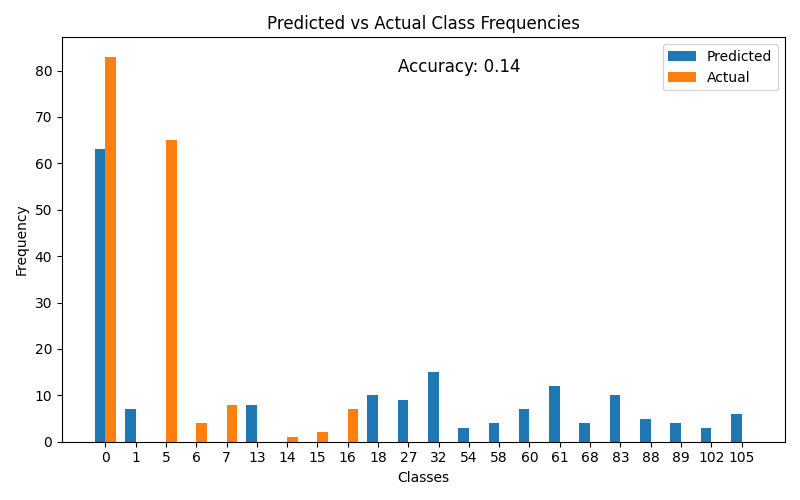 Predicted vs Actual Class Frequencies
Accuracy: 0.14
Predicted
Actual
Frequency
80
70
60
50
40
30
20
10
0
0 1 5 6 7 13 14 15 16 18 27 32 54 58 60 61 68 83 88 89 102 105
Classes